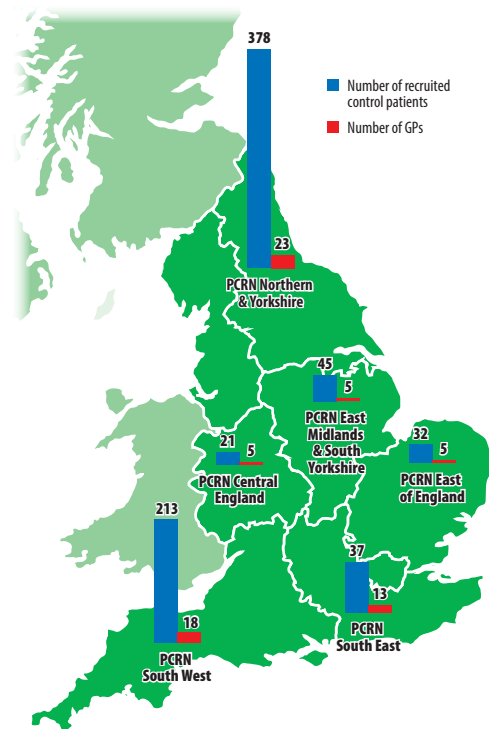 378
Number of recruited
control patients
Number of GPs
23
PCRN Northern
& Yorkshire
45
5
PCRN East
Midlands
& South
Yorkshire
21
5
PCRN Central
England
32
5
PCRN East
of England
213
18
PCRN
South West
37
13
PCRN
South East